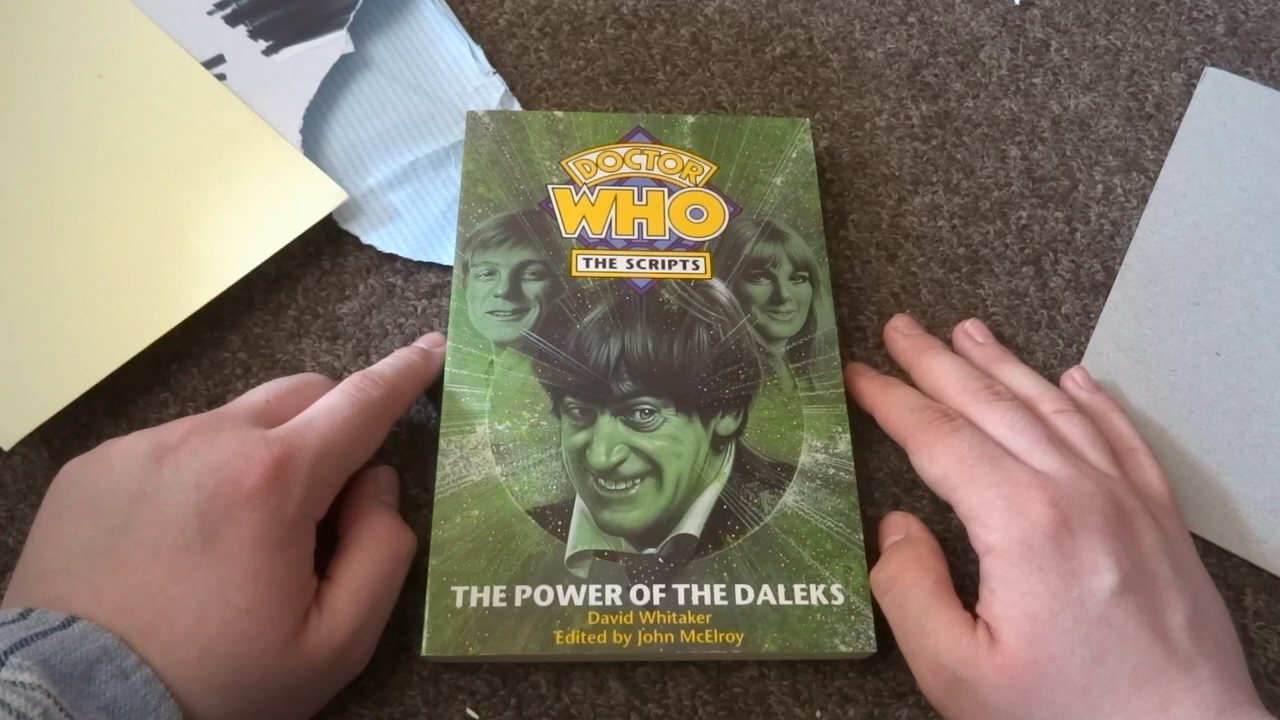 DOCTOR
WHO
THE SCRIPTS
THE POWER OF THE DALEKS
David Whitaker
Edited by John McElroy